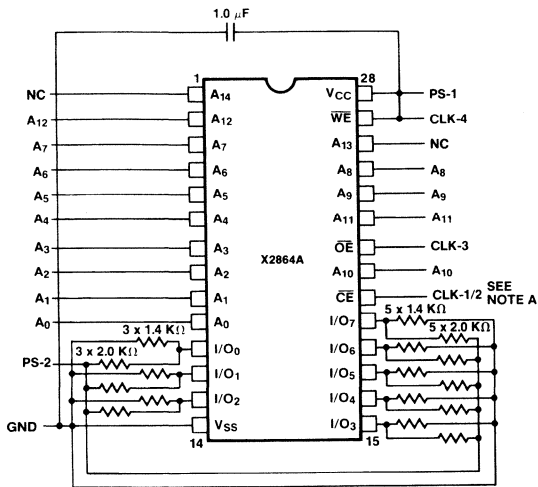 1.0 µF
1 28
NC A14 VCC PS-1
A12 A12 WE CLK-4
A7 A7 A13 NC
A6 A6 A8 A8
A5 A5 A9 A9
A4 A4 A11 A11
A3 A3 OE CLK-3
X2864A
A2 A2 A10 A10
A1 A1 CE CLK-1/2 SEE NOTE A
A0 A0 I/O7 5 x 1.4 KΩ
3 x 1.4 KΩ 5 x 2.0 KΩ
I/O0 I/O6
PS-2 3 x 2.0 KΩ
I/O1 I/O5
I/O2 I/O4
GND VSS I/O3
14 15